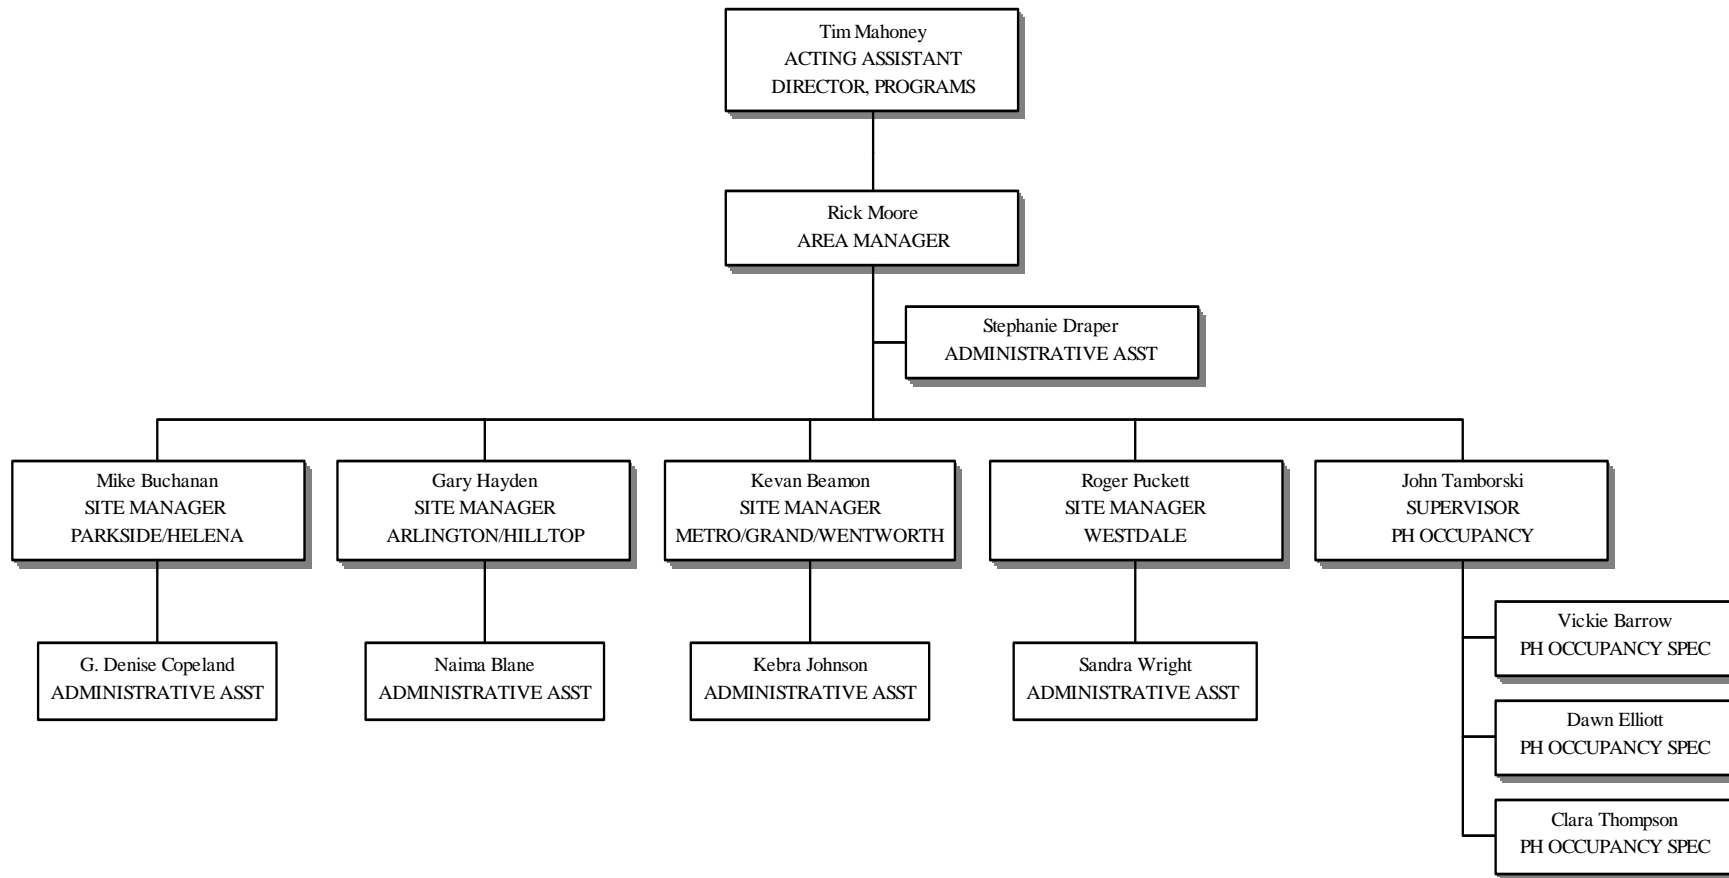 Tim Mahoney
ACTING ASSISTANT
DIRECTOR, PROGRAMS
Rick Moore
AREA MANAGER
Stephanie Draper
ADMINISTRATIVE ASST
Mike Buchanan
SITE MANAGER
PARKSIDE/HELENA
Gary Hayden
SITE MANAGER
ARLINGTON/HILLTOP
Kevan Beamon
SITE MANAGER
METRO/GRAND/WENTWORTH
Roger Puckett
SITE MANAGER
WESTDALE
John Tamborski
SUPERVISOR
PH OCCUPANCY
G. Denise Copeland
ADMINISTRATIVE ASST
Naima Blane
ADMINISTRATIVE ASST
Kebra Johnson
ADMINISTRATIVE ASST
Sandra Wright
ADMINISTRATIVE ASST
Vickie Barrow
PH OCCUPANCY SPEC
Dawn Elliott
PH OCCUPANCY SPEC
Clara Thompson
PH OCCUPANCY SPEC